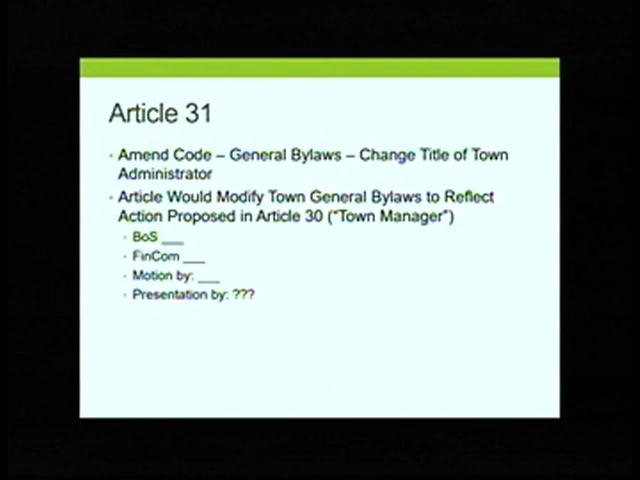 Article 31
· Amend Code – General Bylaws – Change Title of Town
Administrator
· Article Would Modify Town General Bylaws to Reflect
Action Proposed in Article 30 (“Town Manager”)
· BoS ___
· FinCom ___
· Motion by: ___
· Presentation by: ???